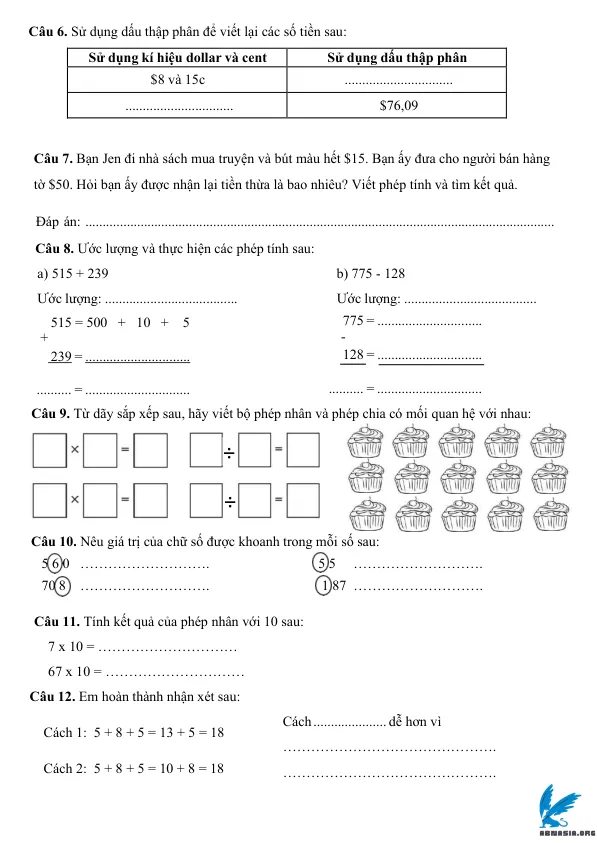 Câu 6. Sử dụng dấu thập phân để viết lại các số tiền sau:
Sử dụng kí hiệu dollar và cent Sử dụng dấu thập phân
$8 và 15c ...............................
............................... $76,09
Câu 7. Bạn Jen đi nhà sách mua truyện và bút màu hết $15. Bạn ấy đưa cho người bán hàng
tờ $50. Hỏi bạn ấy được nhận lại tiền thừa là bao nhiêu? Viết phép tính và tìm kết quả.
Đáp án: ......................................................................................................................................
Câu 8. Ước lượng và thực hiện các phép tính sau:
a) 515 + 239 b) 775 - 128
Ước lượng: ...................................... Ước lượng: ......................................
515 = 500 + 10 + 5 775 = ..............................
+ -
239 = .............................. 128 = ..............................
.......... = .............................. .......... = ..............................
Câu 9. Từ dãy sắp xếp sau, hãy viết bộ phép nhân và phép chia có mối quan hệ với nhau:
× = ÷ =
× = ÷ =
Câu 10. Nêu giá trị của chữ số được khoanh trong mỗi số sau:
560 ………………………. 55 ……………………….
708 ………………………. 187 ……………………….
Câu 11. Tính kết quả của phép nhân với 10 sau:
7 x 10 = …………………………
67 x 10 = …………………………
Câu 12. Em hoàn thành nhận xét sau:
Cách ..................... dễ hơn vì
Cách 1: 5 + 8 + 5 = 13 + 5 = 18
……………………………………….
Cách 2: 5 + 8 + 5 = 10 + 8 = 18
……………………………………….
ABNASIA.ORG